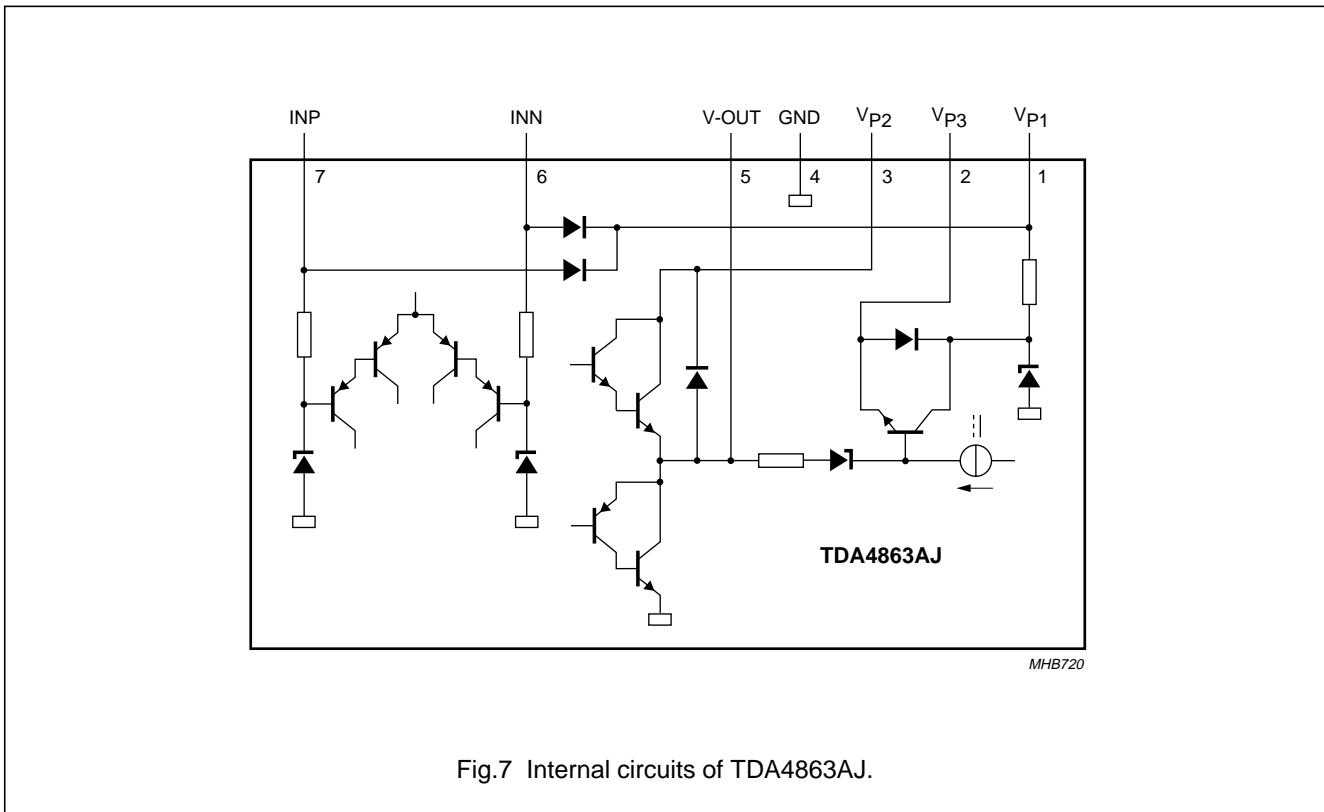 INP INN V-OUT GND VP2 VP3 VP1
7 6 5 4 3 2 1
TDA4863AJ
MHB720
Fig.7 Internal circuits of TDA4863AJ.